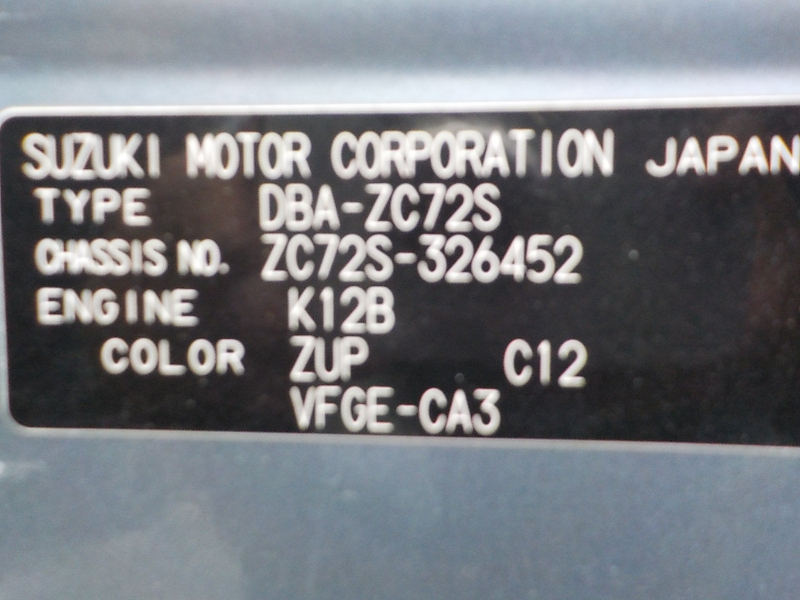 SUZUKI MOTOR CORPORATION JAPAN
TYPE DBA-ZC72S
CHASSIS NO. ZC72S-326452
ENGINE K12B
COLOR ZUP C12
VFGE-CA3